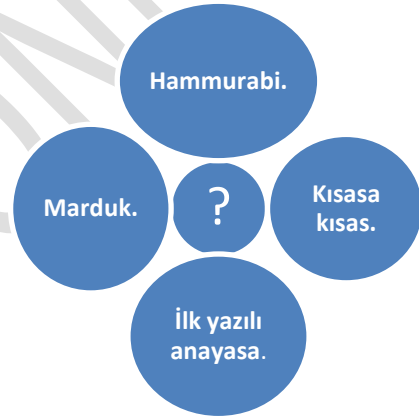 Hammurabi.
Marduk.
?
Kısasa
kısas.
İlk yazılı
anayasa.